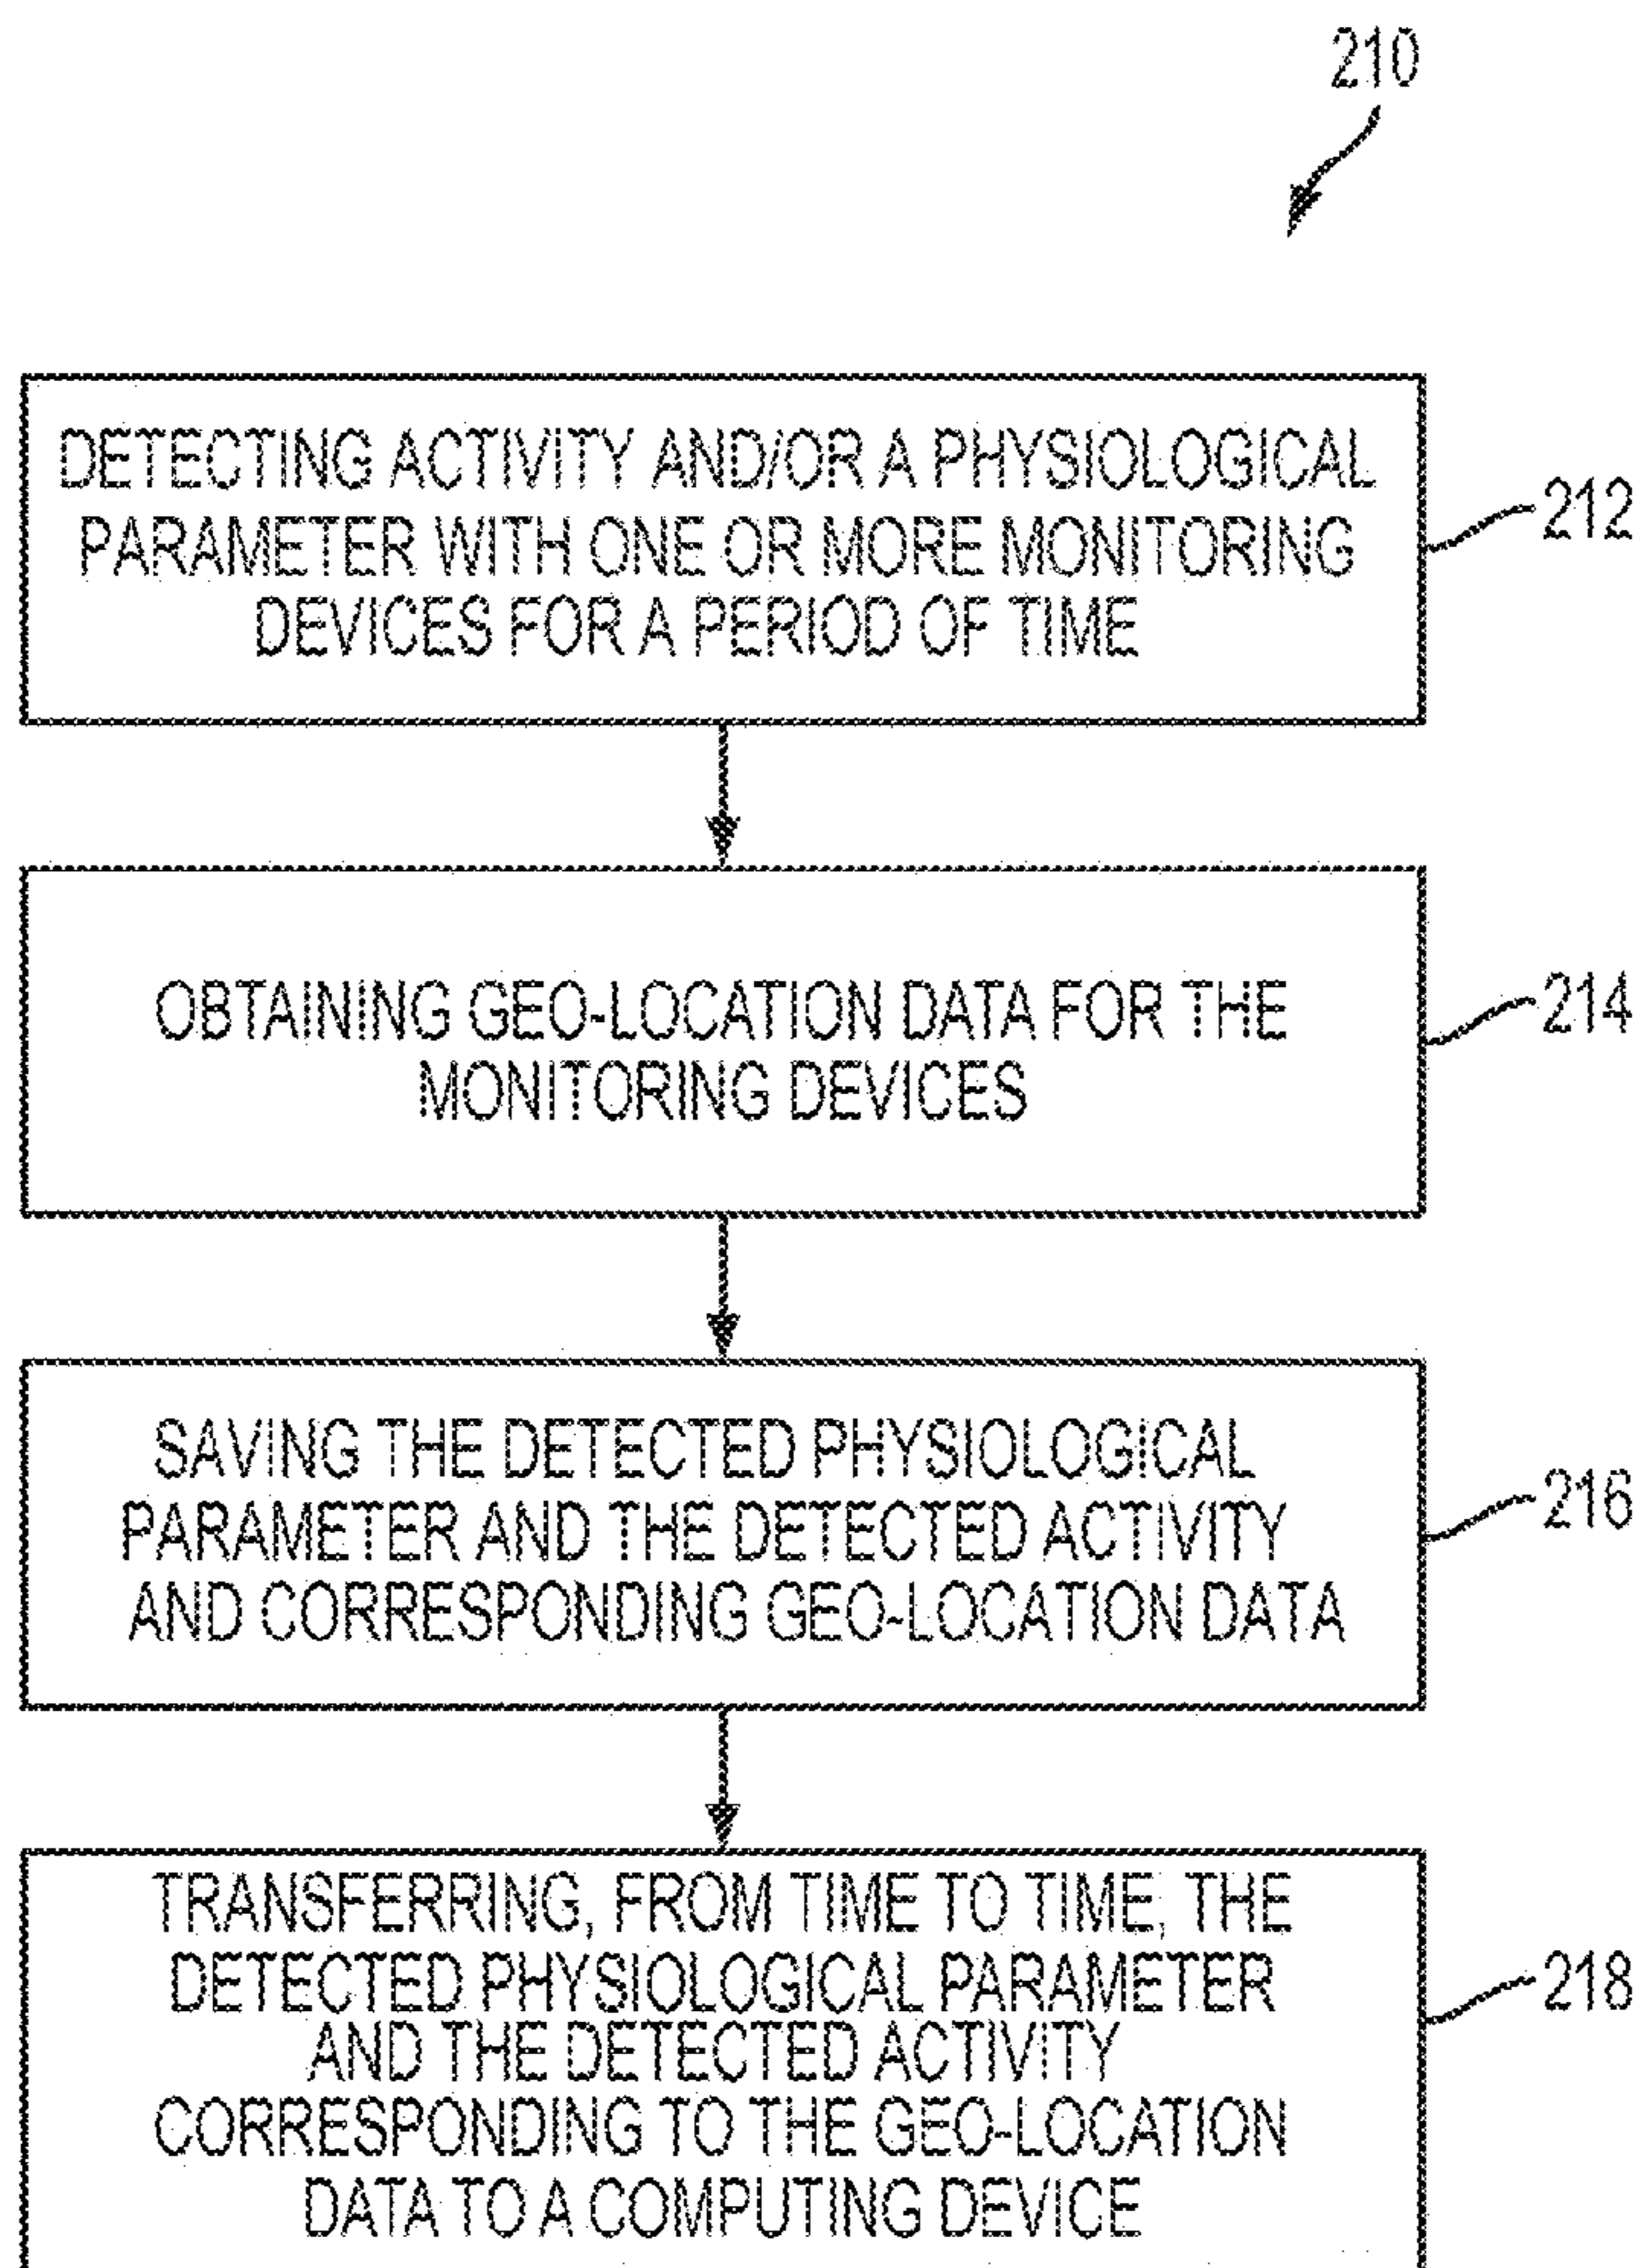 210
DETECTING ACTIVITY AND/OR A PHYSIOLOGICAL
PARAMETER WITH ONE OR MORE MONITORING
DEVICES FOR A PERIOD OF TIME
212
OBTAINING GEO-LOCATION DATA FOR THE
MONITORING DEVICES
214
SAVING THE DETECTED PHYSIOLOGICAL
PARAMETER AND THE DETECTED ACTIVITY
AND CORRESPONDING GEO-LOCATION DATA
216
TRANSFERRING, FROM TIME TO TIME, THE
DETECTED PHYSIOLOGICAL PARAMETER
AND THE DETECTED ACTIVITY
CORRESPONDING TO THE GEO-LOCATION
DATA TO A COMPUTING DEVICE
218